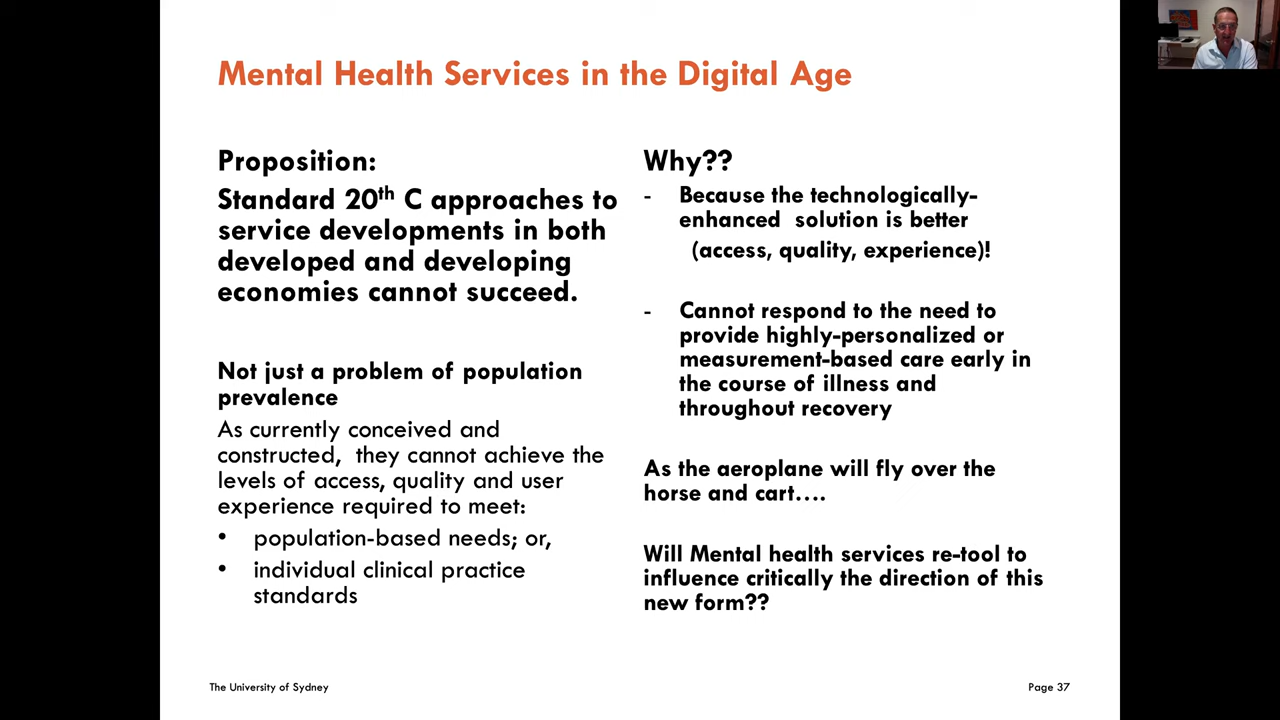 Mental Health Services in the Digital Age
Proposition:
Standard 20th C approaches to
service developments in both
developed and developing
economies cannot succeed.
Not just a problem of population
prevalence
As currently conceived and
constructed, they cannot achieve the
levels of access, quality and user
experience required to meet:
• population-based needs; or,
• individual clinical practice
standards
Why??
- Because the technologically-
enhanced solution is better
(access, quality, experience)!
- Cannot respond to the need to
provide highly-personalized or
measurement-based care early in
the course of illness and
throughout recovery
As the aeroplane will fly over the
horse and cart....
Will Mental health services re-tool to
influence critically the direction of this
new form??
The University of Sydney
Page 37